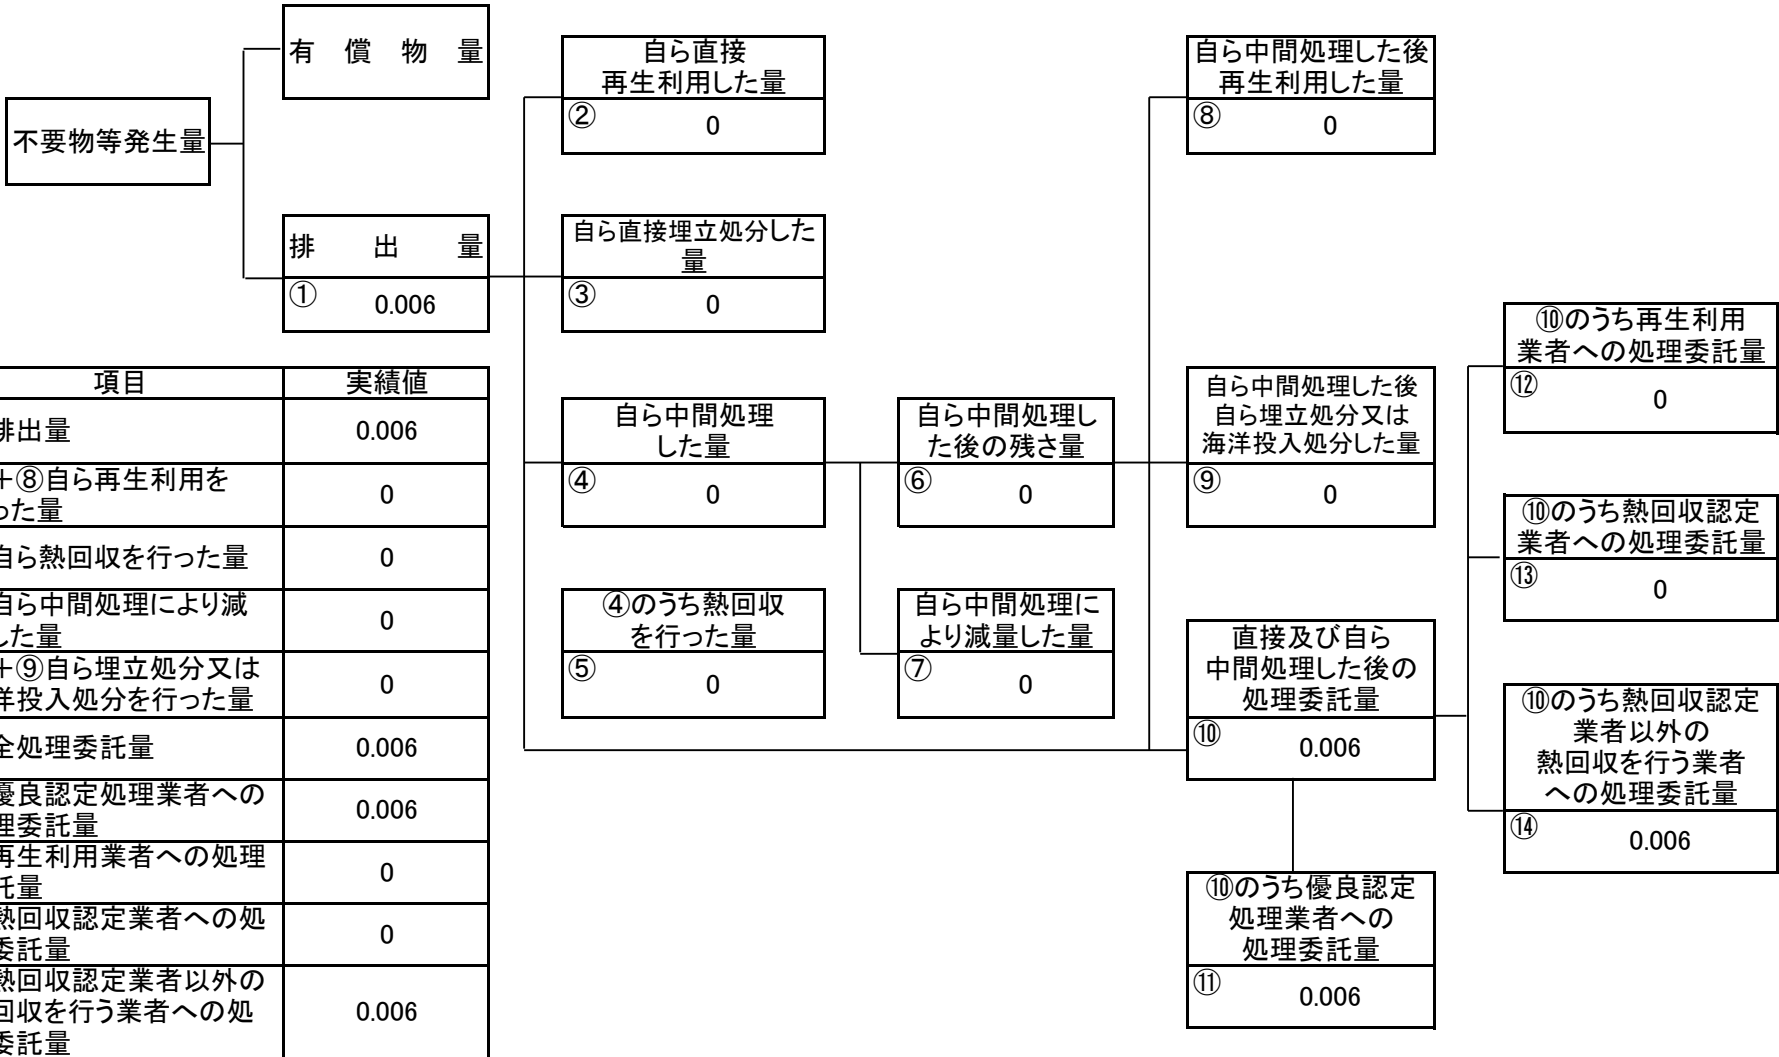 有　償　物　量
不要物等発生量
排　出　量
①
0.006
自ら直接
再生利用した量
②
0
自ら直接埋立処分した
量
③
0
自ら中間処理
した量
④
0
④のうち熱回収
を行った量
⑤
0
自ら中間処理し
た後の残さ量
⑥
0
自ら中間処理に
より減量した量
⑦
0
自ら中間処理した後
再生利用した量
⑧
0
自ら中間処理した後
自ら埋立処分又は
海洋投入処分した量
⑨
0
直接及び自ら
中間処理した後の
処理委託量
⑩
0.006
⑩のうち優良認定
処理業者への
処理委託量
⑪
0.006
⑩のうち再生利用
業者への処理委託量
⑫
0
⑩のうち熱回収認定
業者への処理委託量
⑬
0
⑩のうち熱回収認定
業者以外の
熱回収を行う業者
への処理委託量
⑭
0.006
項目
実績値
排出量
0.006
＋⑧自ら再生利用を
った量
0
自ら熱回収を行った量
0
自ら中間処理により減
した量
0
＋⑨自ら埋立処分又は
洋投入処分を行った量
0
全処理委託量
0.006
優良認定処理業者への
理委託量
0.006
再生利用業者への処理
託量
0
熱回収認定業者への処
委託量
0
熱回収認定業者以外の
回収を行う業者への処
委託量
0.006